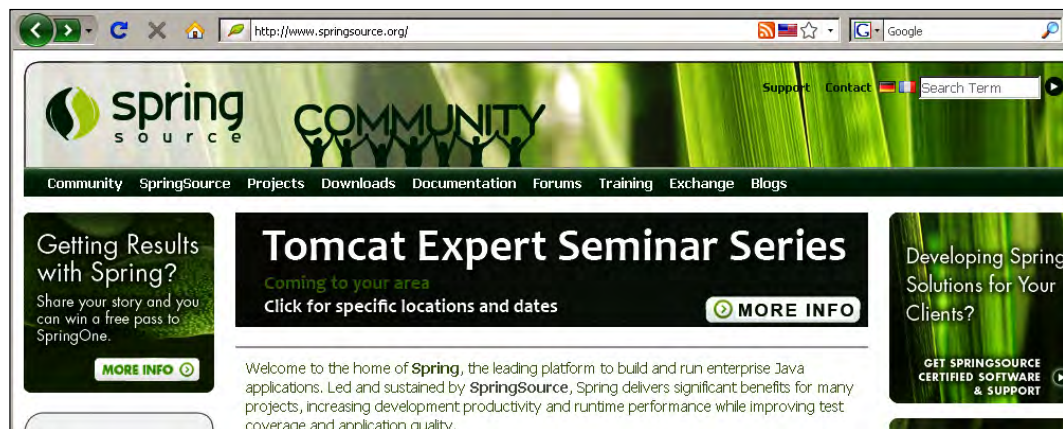 http://www.springsource.org/
Google
Support Contact Search Term
spring
source
COMMUNITY
Community SpringSource Projects Downloads Documentation Forums Training Exchange Blogs
Getting Results
with Spring?
Share your story and you
can win a free pass to
SpringOne.
MORE INFO
Tomcat Expert Seminar Series
Coming to your area
Click for specific locations and dates
MORE INFO
Welcome to the home of Spring, the leading platform to build and run enterprise Java
applications. Led and sustained by SpringSource, Spring delivers significant benefits for many
projects, increasing development productivity and runtime performance while improving test
coverage and application quality.
Developing Spring
Solutions for Your
Clients?
GET SPRINGSOURCE
CERTIFIED SOFTWARE
& SUPPORT